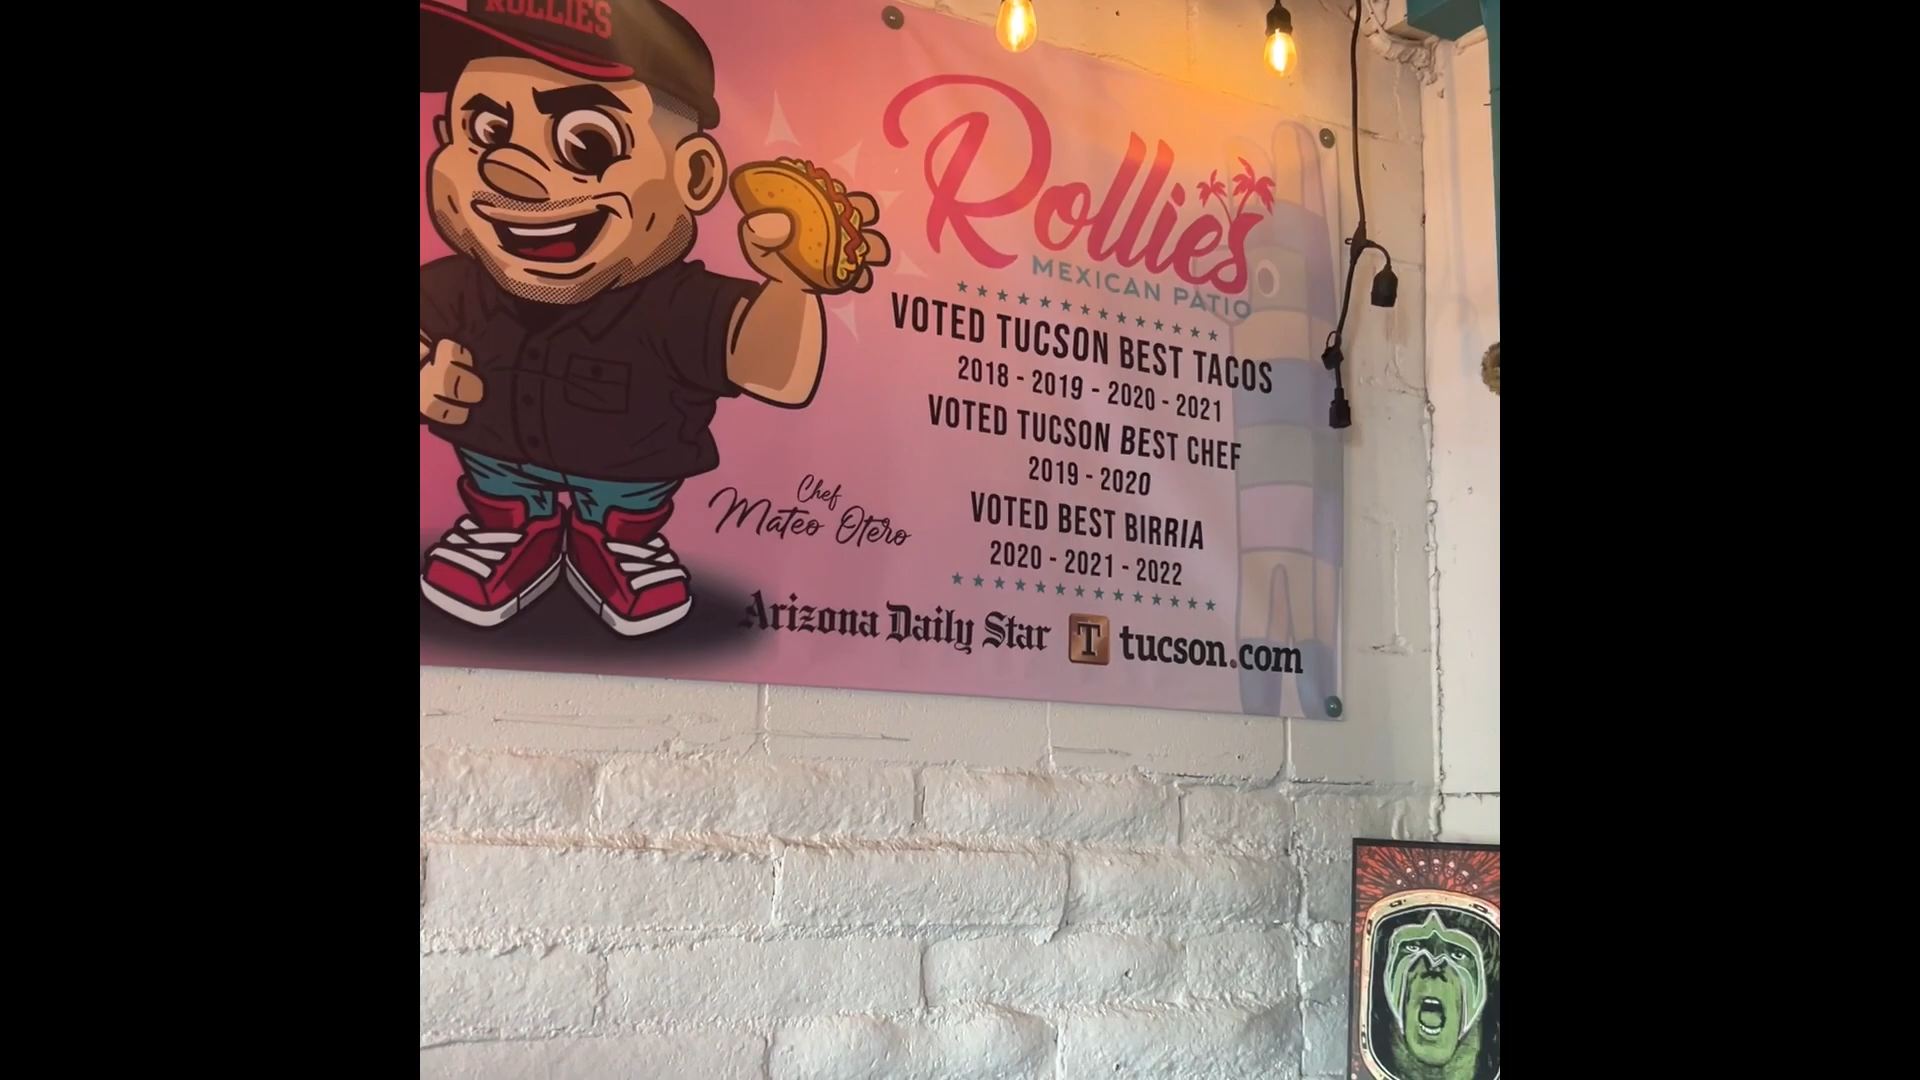 ROLLIES
Rollies
MEXICAN PATIO
VOTED TUCSON BEST TACOS
2018 - 2019 - 2020 - 2021
VOTED TUCSON BEST CHEF
2019 - 2020
VOTED BEST BIRRIA
2020 - 2021 - 2022
Chef
Mateo Otero
Arizona Daily Star T tucson.com